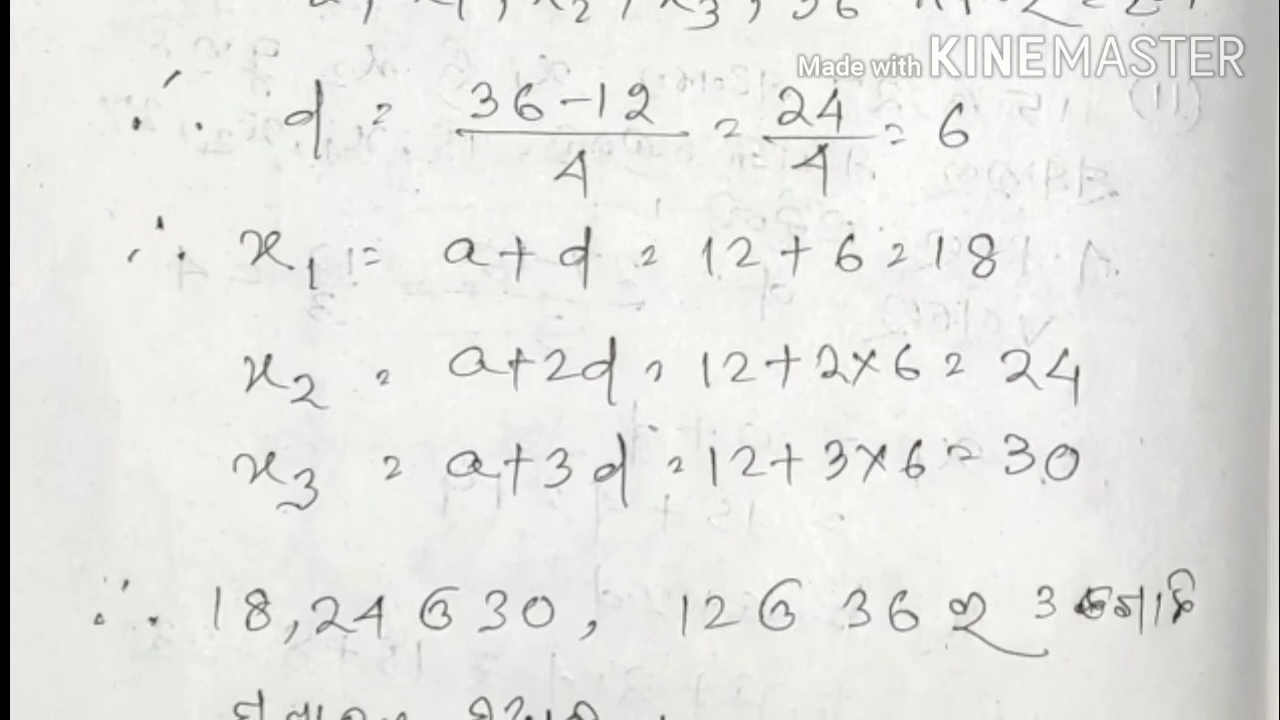 Made with KINEMASTER
∴ d = (36-12)/4 = 24/4 = 6
∴ x₁ = a+d = 12+6 = 18
x₂ = a+2d = 12+2×6 = 24
x₃ = a+3d = 12+3×6 = 30
∴ 18,24 ଓ 30, 12 ଓ 36 ର 3 ଗୋଟି